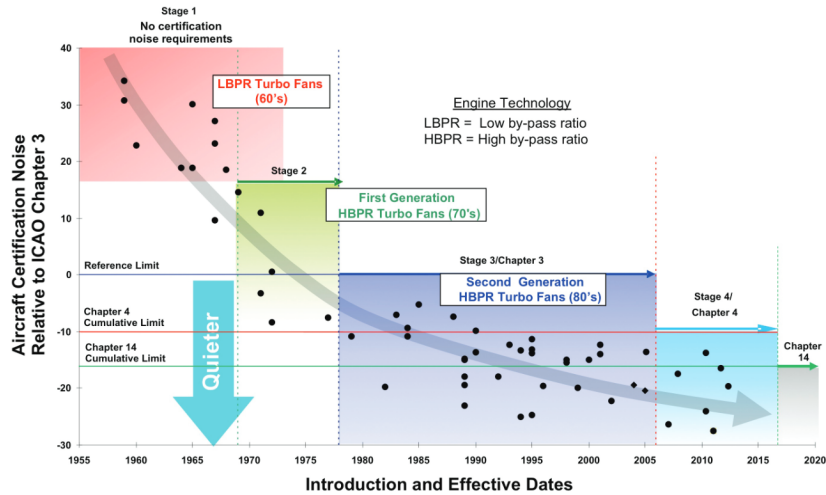 Stage 1
No certification
noise requirements
LBPR Turbo Fans
(60's)
Engine Technology
LBPR = Low by-pass ratio
HBPR = High by-pass ratio
Stage 2
First Generation
HBPR Turbo Fans (70's)
Stage 3/Chapter 3
Second Generation
HBPR Turbo Fans (80's)
Stage 4/
Chapter 4
Chapter
14
Reference Limit
Chapter 4
Cumulative Limit
Chapter 14
Cumulative Limit
Quieter
Aircraft Certification Noise
Relative to ICAO Chapter 3
40
30
20
10
0
-10
-20
-30
1955
1960
1965
1970
1975
1980
1985
1990
1995
2000
2005
2010
2015
2020
Introduction and Effective Dates